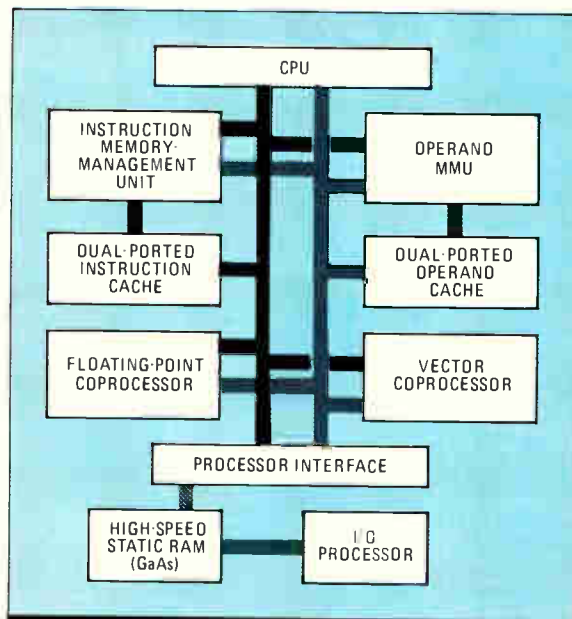 CPU
INSTRUCTION
MEMORY-
MANAGEMENT
UNIT
OPERAND
MMU
DUAL-PORTED
INSTRUCTION
CACHE
DUAL-PORTED
OPERAND
CACHE
FLOATING-POINT
COPROCESSOR
VECTOR
COPROCESSOR
PROCESSOR INTERFACE
HIGH-SPEED
STATIC RAM
(GaAs)
I/O
PROCESSOR